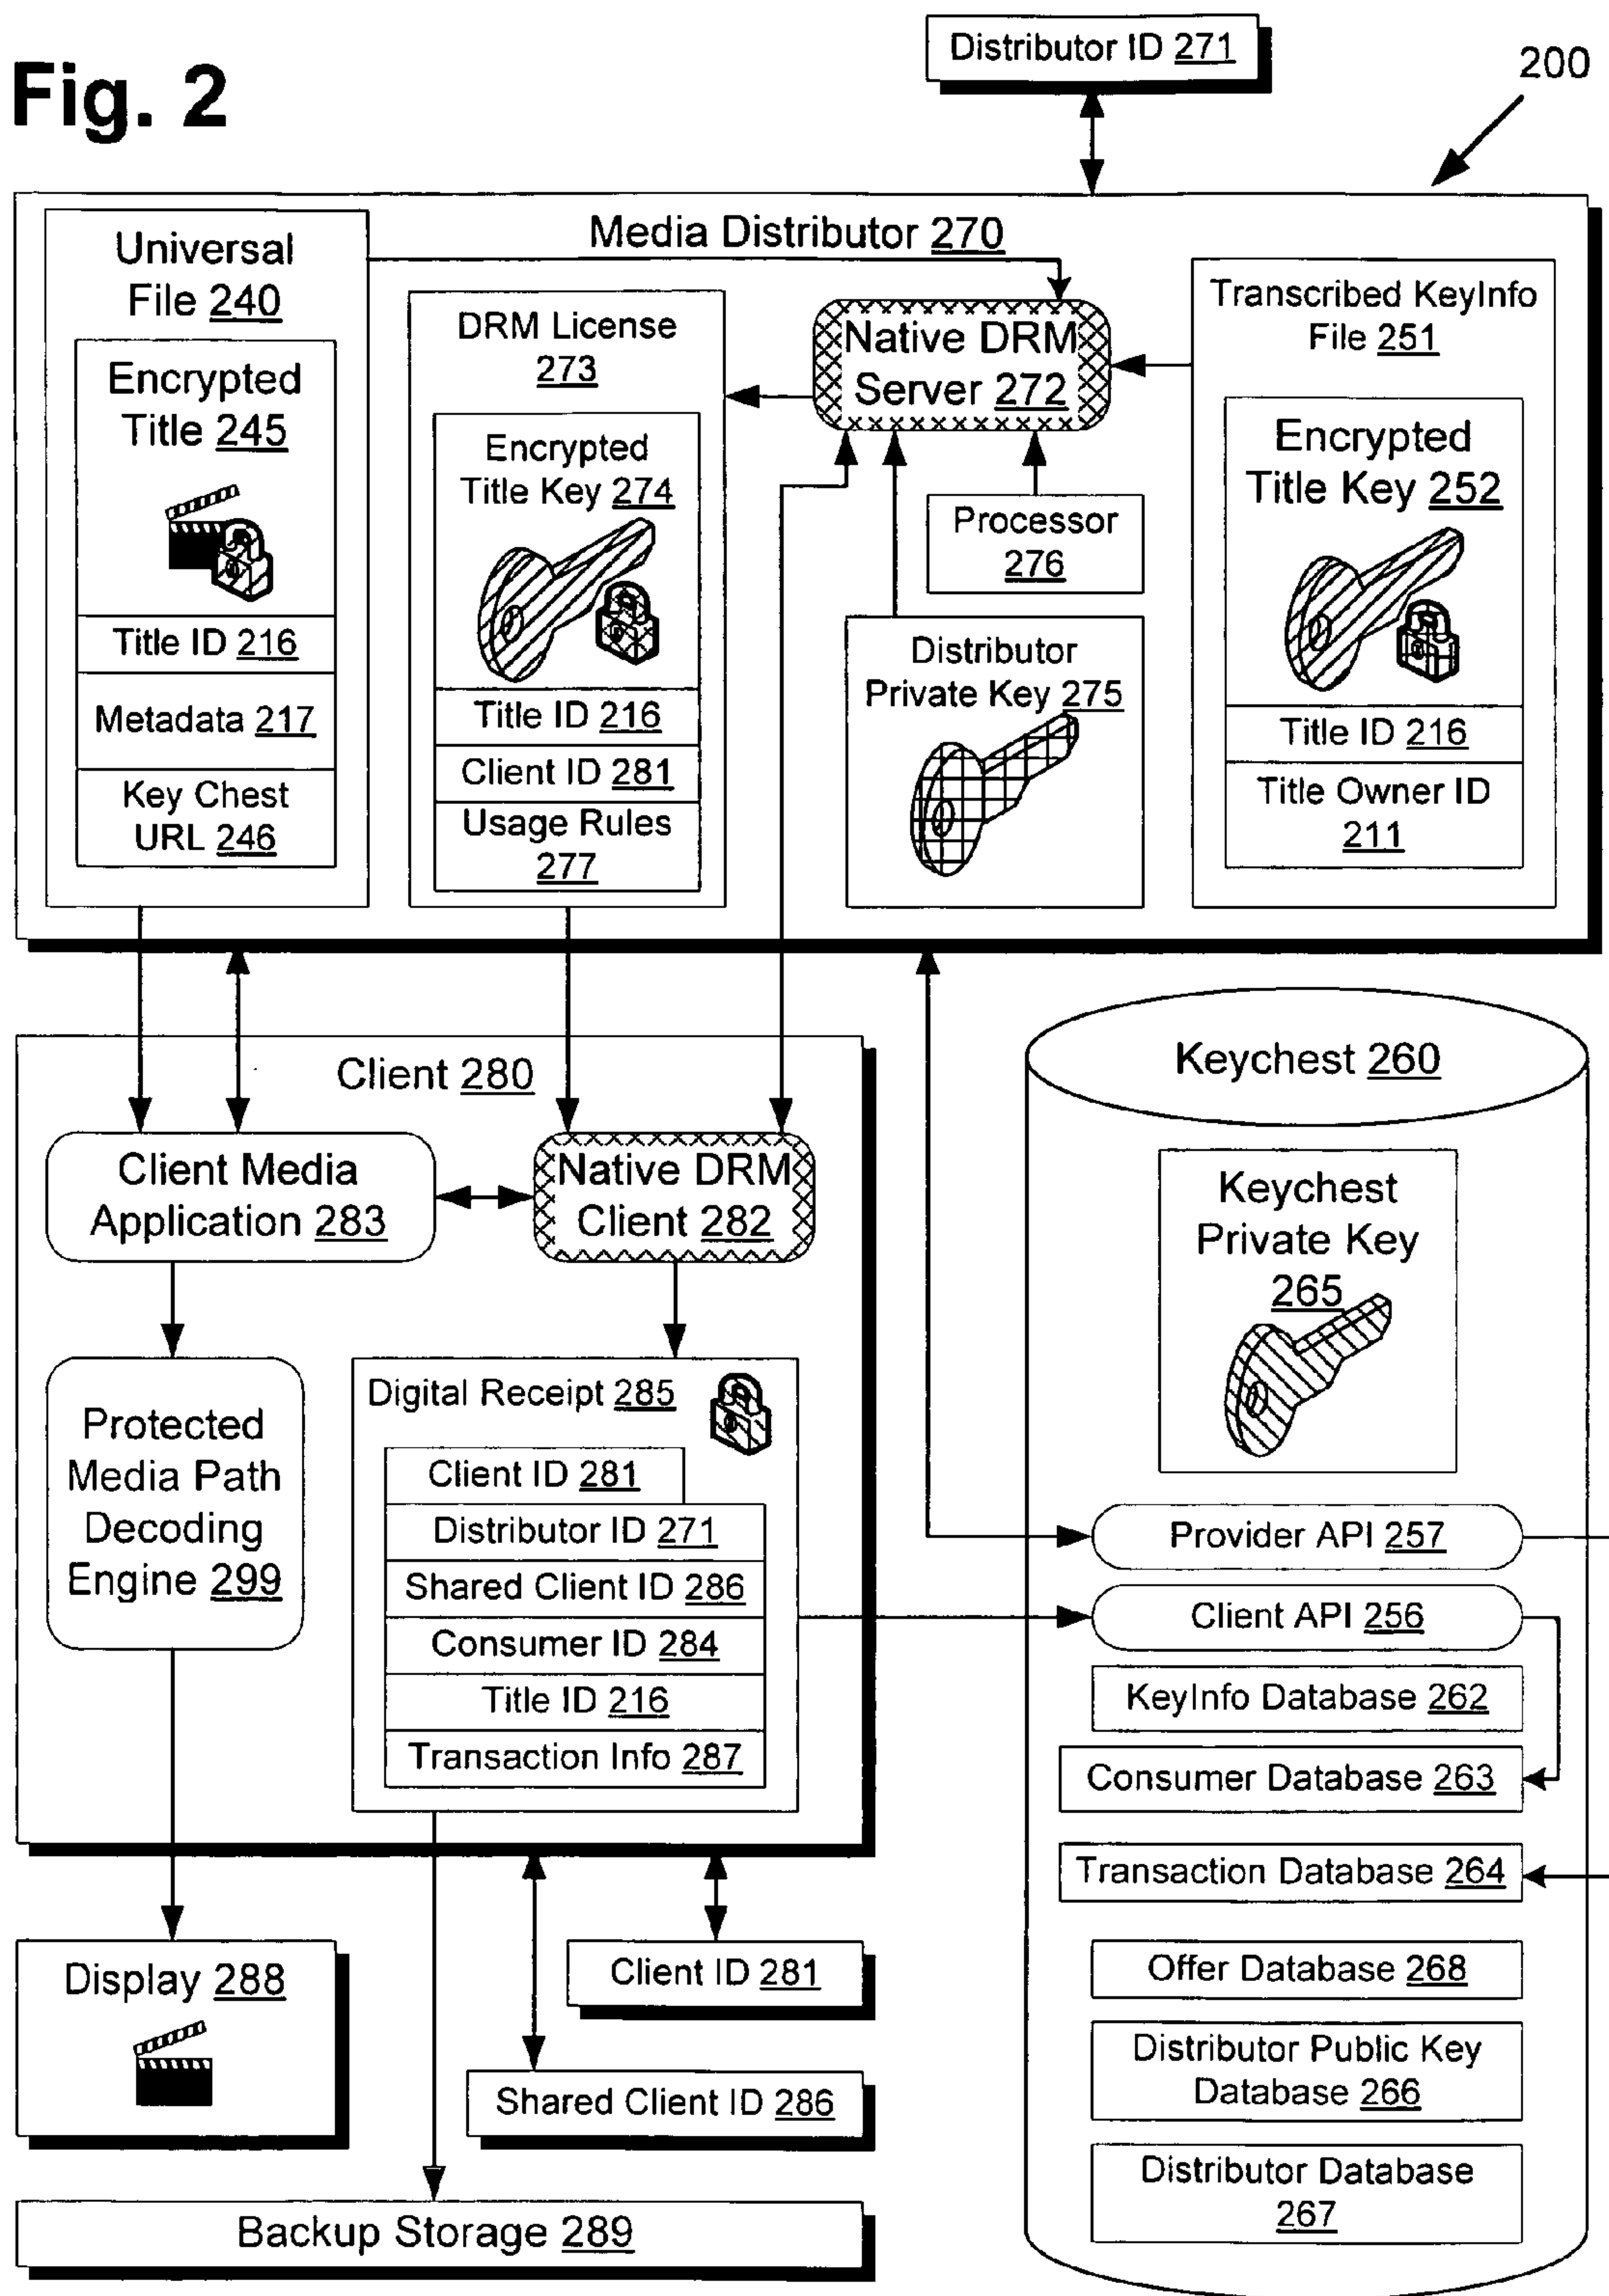 Fig. 2
Distributor ID 271
200
Media Distributor 270
Universal
File 240
Encrypted
Title 245
Title ID 216
Metadata 217
Key Chest
URL 246
DRM License
273
Encrypted
Title Key 274
Title ID 216
Client ID 281
Usage Rules
277
Native DRM
Server 272
Processor
276
Distributor
Private Key 275
Transcribed KeyInfo
File 251
Encrypted
Title Key 252
Title ID 216
Title Owner ID
211
Client 280
Client Media
Application 283
Native DRM
Client 282
Protected
Media Path
Decoding
Engine 299
Digital Receipt 285
Client ID 281
Distributor ID 271
Shared Client ID 286
Consumer ID 284
Title ID 216
Transaction Info 287
Display 288
Client ID 281
Shared Client ID 286
Backup Storage 289
Keychest 260
Keychest
Private Key
265
Provider API 257
Client API 256
KeyInfo Database 262
Consumer Database 263
Transaction Database 264
Offer Database 268
Distributor Public Key
Database 266
Distributor Database
267